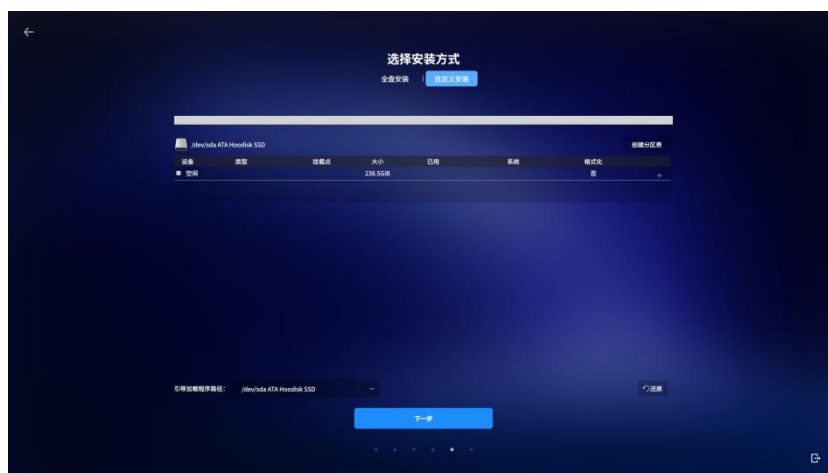 选择安装方式
全盘安装 | 自定义安装
/dev/sda ATA Hoodisk SSD 创建分区表
设备 类型 挂载点 大小 已用 系统 格式化
空闲 238.5GiB 否 +
引导加载程序路径: /dev/sda ATA Hoodisk SSD 还原
下一步